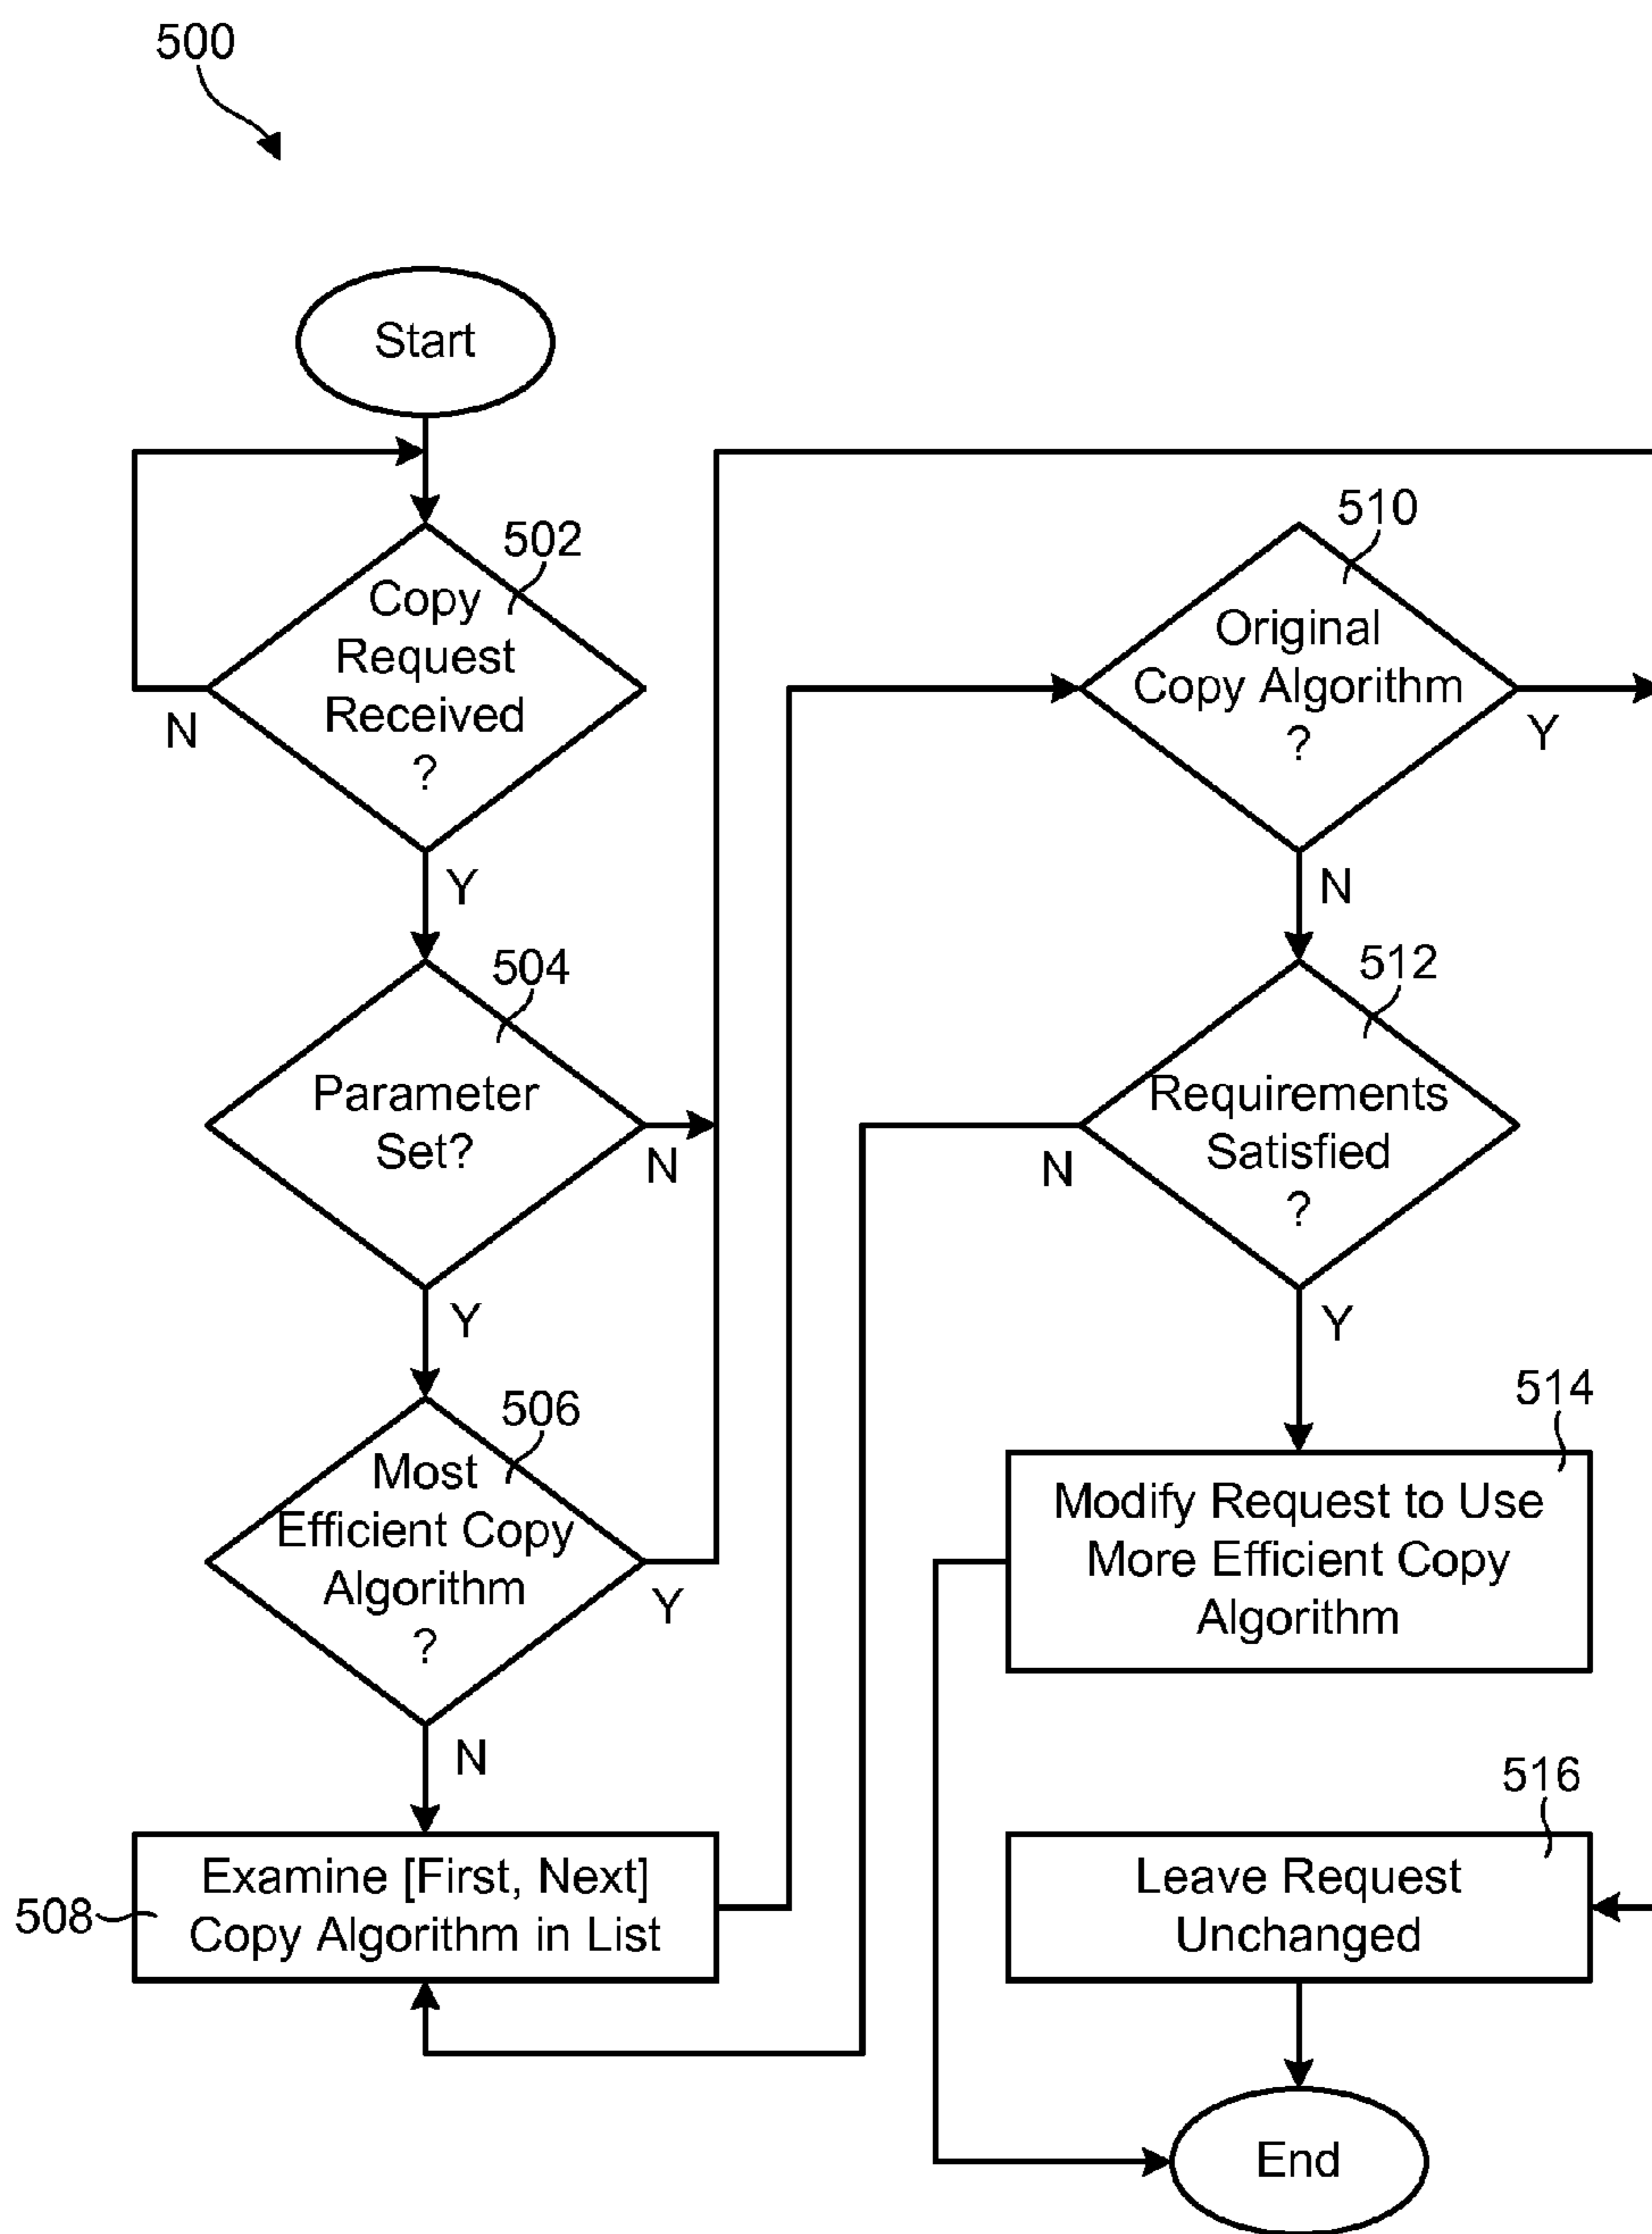 500
Start
502
Copy
Request
Received
?
N
Y
504
Parameter
Set?
N
Y
506
Most
Efficient Copy
Algorithm
?
Y
N
508
Examine [First, Next]
Copy Algorithm in List
510
Original
Copy Algorithm
?
Y
N
512
Requirements
Satisfied
?
N
Y
514
Modify Request to Use
More Efficient Copy
Algorithm
516
Leave Request
Unchanged
End